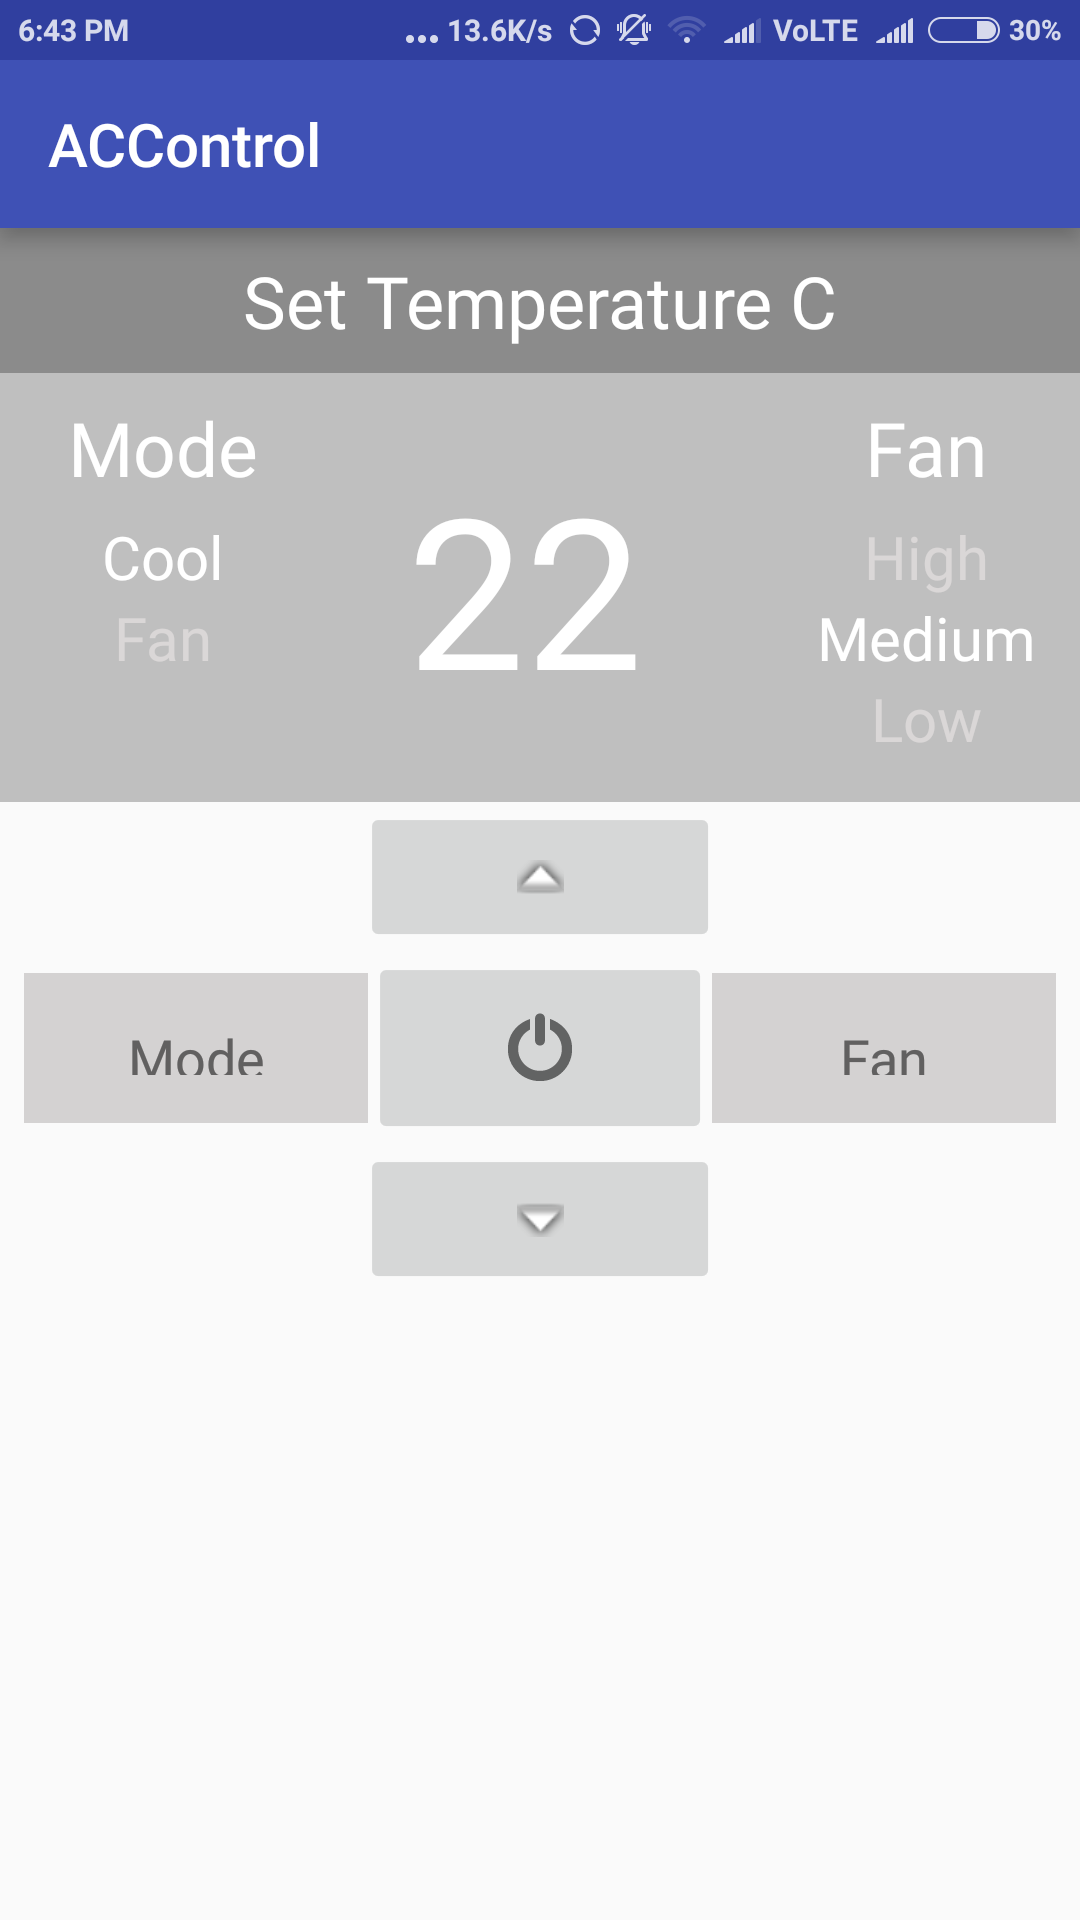 6:43 PM ... 13.6K/s VoLTE 30%
ACControl
Set Temperature C
Mode
Fan
Cool
High
Fan
Medium
Low
22
Mode
Fan